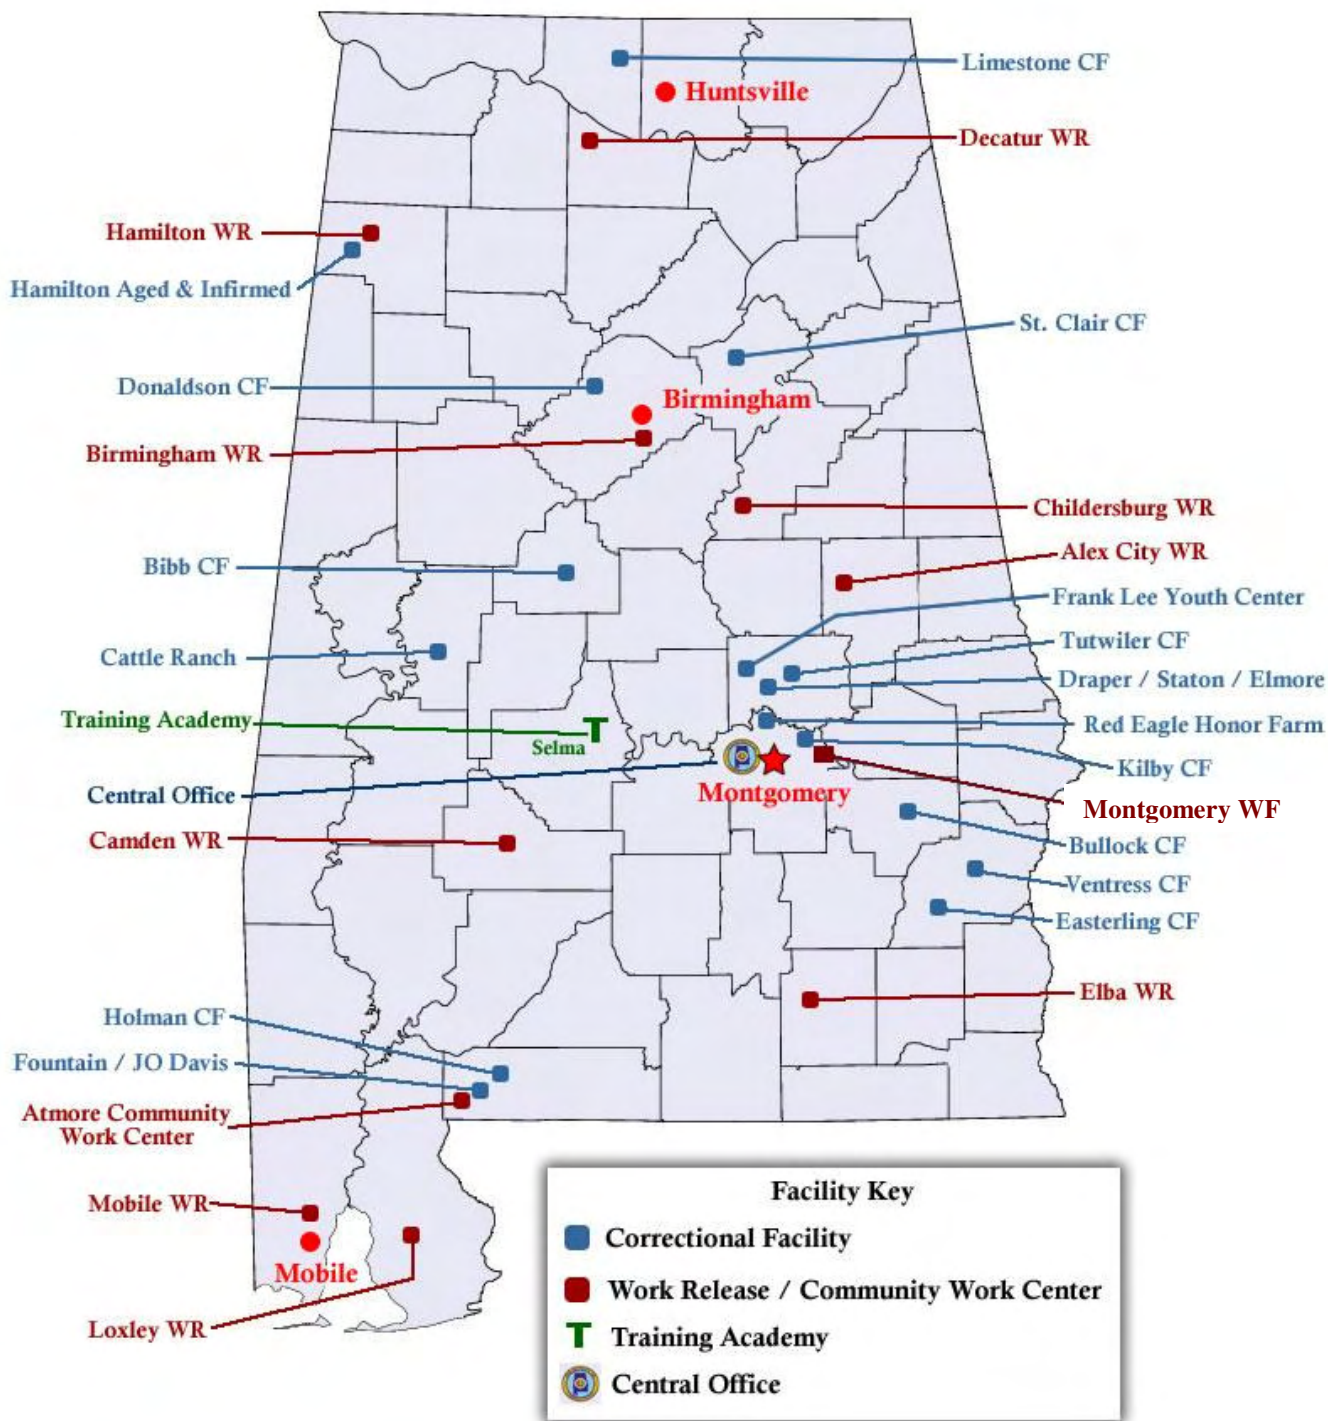 Limestone CF
Huntsville
Decatur WR
Hamilton WR
Hamilton Aged & Infirmed
St. Clair CF
Donaldson CF
Birmingham
Birmingham WR
Childersburg WR
Alex City WR
Bibb CF
Frank Lee Youth Center
Tutwiler CF
Cattle Ranch
Draper / Staton / Elmore
Training Academy
Red Eagle Honor Farm
Selma
Kilby CF
Central Office
Montgomery
Montgomery WF
Camden WR
Bullock CF
Ventress CF
Easterling CF
Elba WR
Holman CF
Fountain / JO Davis
Atmore Community
Work Center
Mobile WR
Mobile
Loxley WR
Facility Key
Correctional Facility
Work Release / Community Work Center
T Training Academy
Central Office